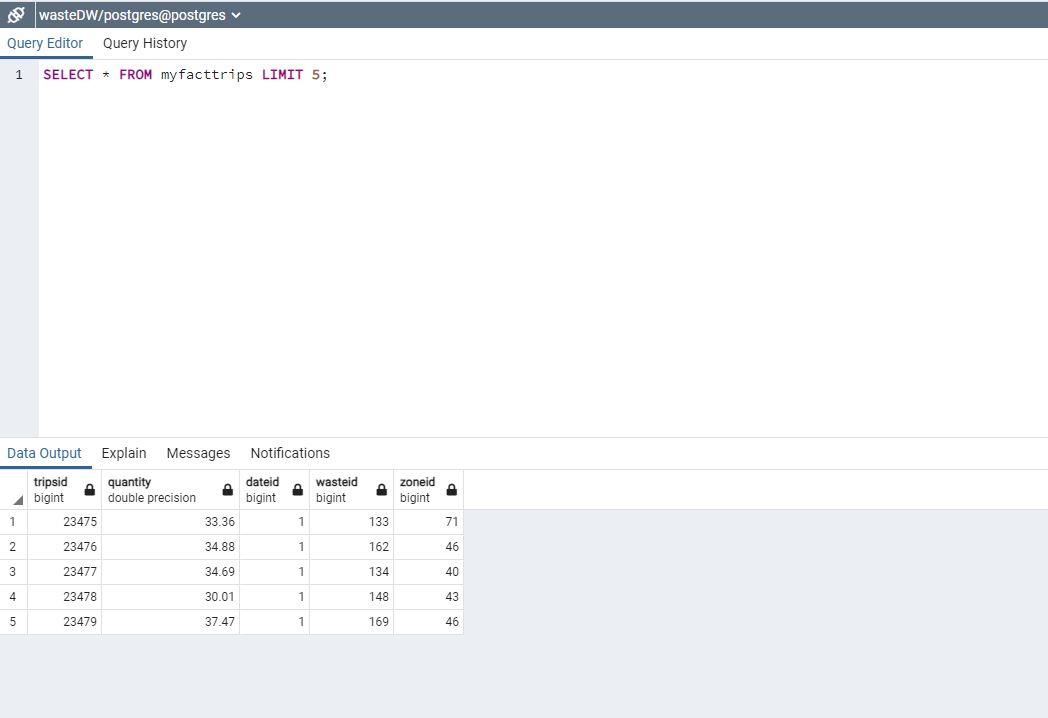 wasteDW/postgres@postgres
Query Editor Query History
1 SELECT * FROM myfacttrips LIMIT 5;
Data Output Explain Messages Notifications
tripsid quantity dateid wasteid zoneid
bigint double precision bigint bigint bigint
1 23475 33.36 1 133 71
2 23476 34.88 1 162 46
3 23477 34.69 1 134 40
4 23478 30.01 1 148 43
5 23479 37.47 1 169 46